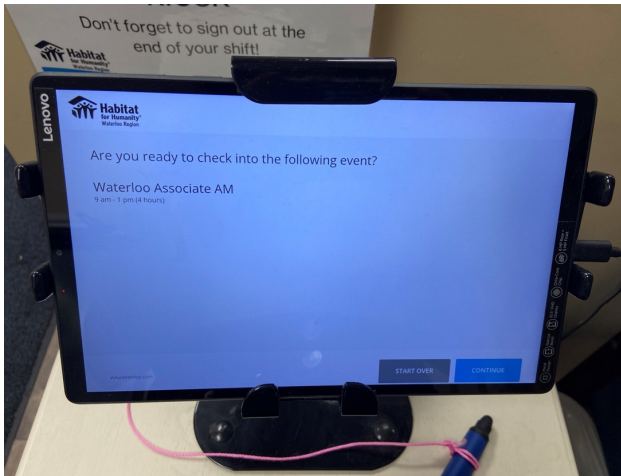 Don't forget to sign out at the
end of your shift!
Habitat
for Humanity®
Waterloo Region
Lenovo
Habitat
for Humanity®
Waterloo Region
Are you ready to check into the following event?
Waterloo Associate AM
9 am - 1 pm (4 hours)
START OVER
CONTINUE